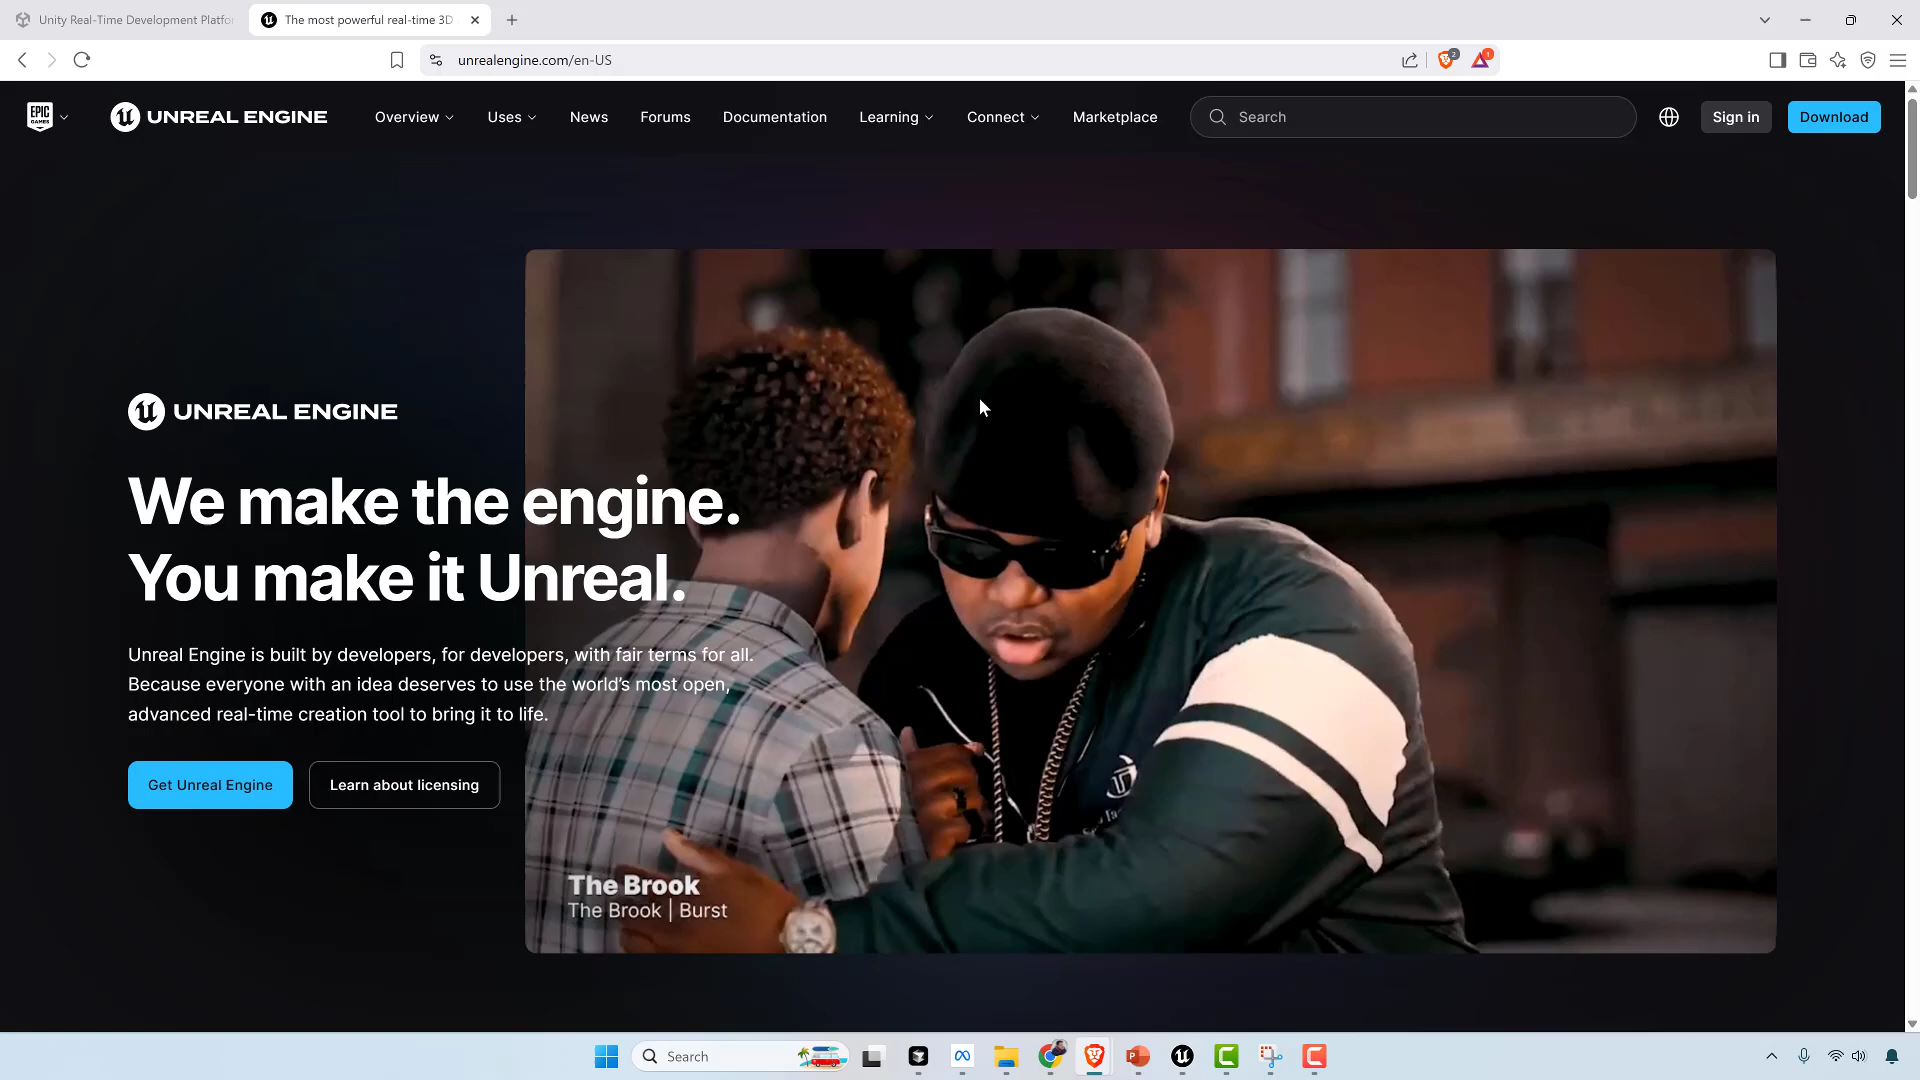 Unity Real-Time Development Platfor
The most powerful real-time 3D
unrealengine.com/en-US
2
1
EPIC GAMES
UNREAL ENGINE
Overview
Uses
News
Forums
Documentation
Learning
Connect
Marketplace
Search
Sign in
Download
UNREAL ENGINE
We make the engine.
You make it Unreal.
Unreal Engine is built by developers, for developers, with fair terms for all.
Because everyone with an idea deserves to use the world's most open,
advanced real-time creation tool to bring it to life.
Get Unreal Engine
Learn about licensing
The Brook
The Brook | Burst
Search